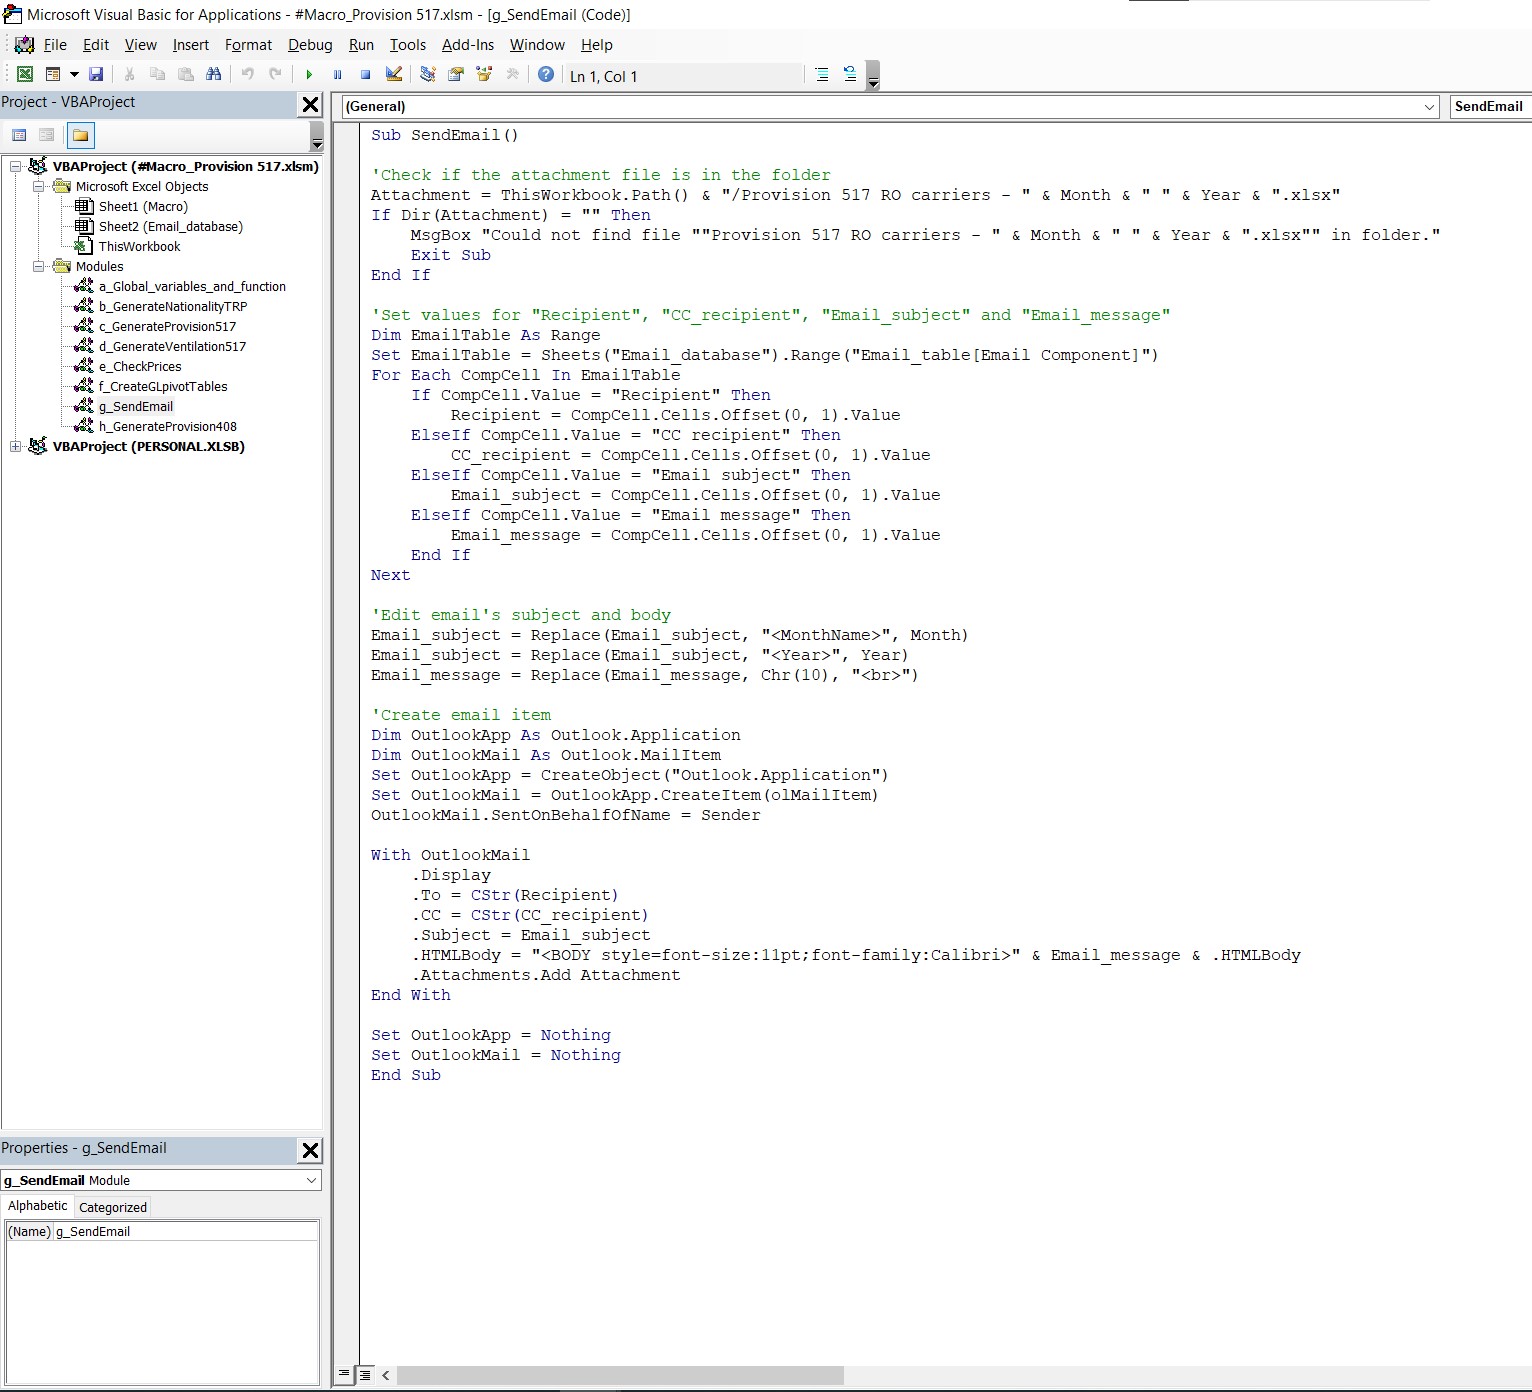 Microsoft Visual Basic for Applications - #Macro_Provision 517.xlsm - [g_SendEmail (Code)]
File Edit View Insert Format Debug Run Tools Add-Ins Window Help
Ln 1, Col 1
Project - VBAProject
VBAProject (#Macro_Provision 517.xlsm)
Microsoft Excel Objects
Sheet1 (Macro)
Sheet2 (Email_database)
ThisWorkbook
Modules
a_Global_variables_and_function
b_GenerateNationalityTRP
c_GenerateProvision517
d_GenerateVentilation517
e_CheckPrices
f_CreateGLpivotTables
g_SendEmail
h_GenerateProvision408
VBAProject (PERSONAL.XLSB)
Properties - g_SendEmail
g_SendEmail Module
Alphabetic Categorized
(Name) g_SendEmail
(General) SendEmail
Sub SendEmail()
'Check if the attachment file is in the folder
Attachment = ThisWorkbook.Path() & "/Provision 517 RO carriers - " & Month & " " & Year & ".xlsx"
If Dir(Attachment) = "" Then
    MsgBox "Could not find file ""Provision 517 RO carriers - " & Month & " " & Year & ".xlsx"" in folder."
    Exit Sub
End If
'Set values for "Recipient", "CC_recipient", "Email_subject" and "Email_message"
Dim EmailTable As Range
Set EmailTable = Sheets("Email_database").Range("Email_table[Email Component]")
For Each CompCell In EmailTable
    If CompCell.Value = "Recipient" Then
        Recipient = CompCell.Cells.Offset(0, 1).Value
    ElseIf CompCell.Value = "CC recipient" Then
        CC_recipient = CompCell.Cells.Offset(0, 1).Value
    ElseIf CompCell.Value = "Email subject" Then
        Email_subject = CompCell.Cells.Offset(0, 1).Value
    ElseIf CompCell.Value = "Email message" Then
        Email_message = CompCell.Cells.Offset(0, 1).Value
    End If
Next
'Edit email's subject and body
Email_subject = Replace(Email_subject, "<MonthName>", Month)
Email_subject = Replace(Email_subject, "<Year>", Year)
Email_message = Replace(Email_message, Chr(10), "<br>")
'Create email item
Dim OutlookApp As Outlook.Application
Dim OutlookMail As Outlook.MailItem
Set OutlookApp = CreateObject("Outlook.Application")
Set OutlookMail = OutlookApp.CreateItem(olMailItem)
OutlookMail.SentOnBehalfOfName = Sender
With OutlookMail
    .Display
    .To = CStr(Recipient)
    .CC = CStr(CC_recipient)
    .Subject = Email_subject
    .HTMLBody = "<BODY style=font-size:11pt;font-family:Calibri>" & Email_message & .HTMLBody
    .Attachments.Add Attachment
End With
Set OutlookApp = Nothing
Set OutlookMail = Nothing
End Sub